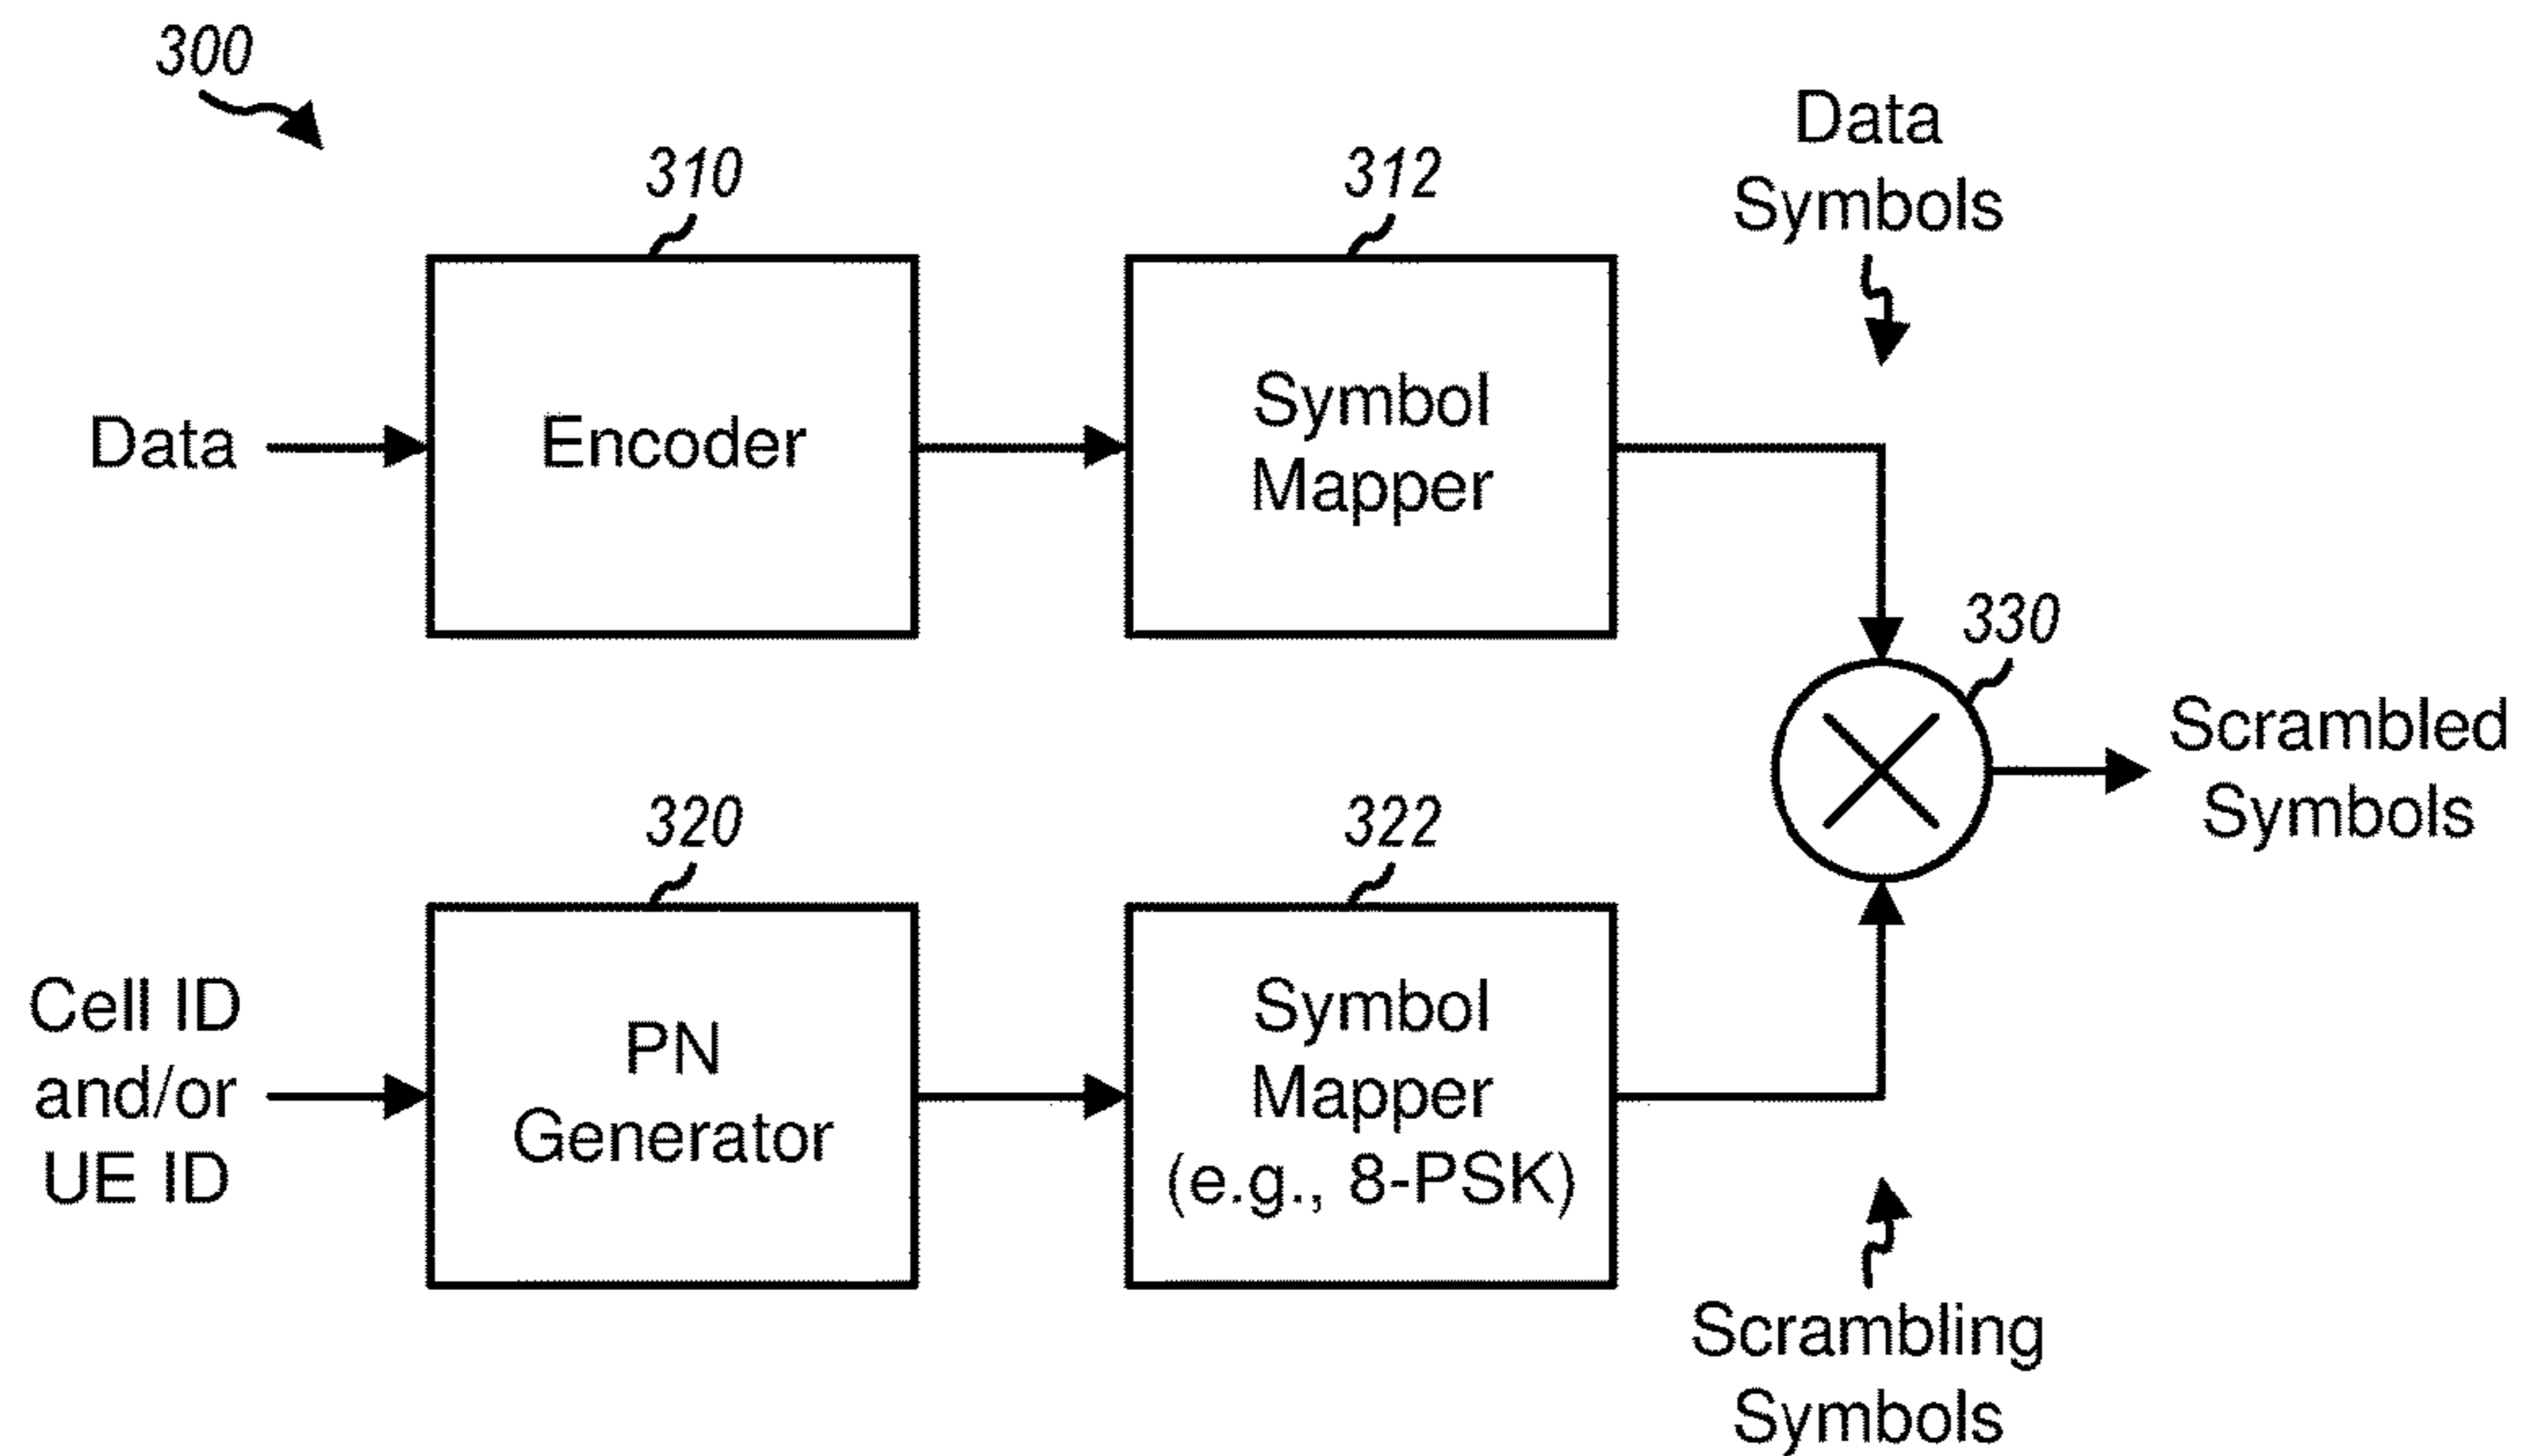 300
310
312
Data
Symbols
Data
Encoder
Symbol
Mapper
330
Scrambled
Symbols
320
322
Cell ID
and/or
UE ID
PN
Generator
Symbol
Mapper
(e.g., 8-PSK)
Scrambling
Symbols